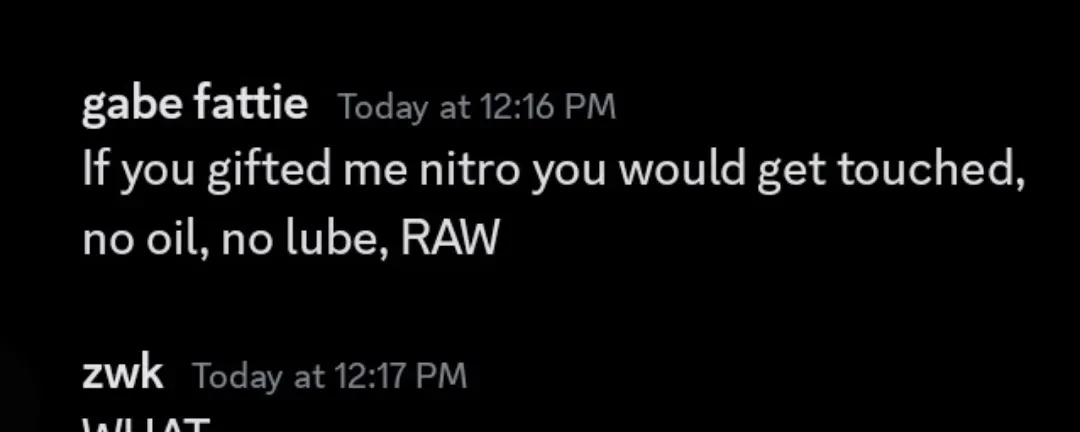 gabe fattie Today at 12:16 PM
If you gifted me nitro you would get touched,
no oil, no lube, RAW
zwk Today at 12:17 PM
WHAT